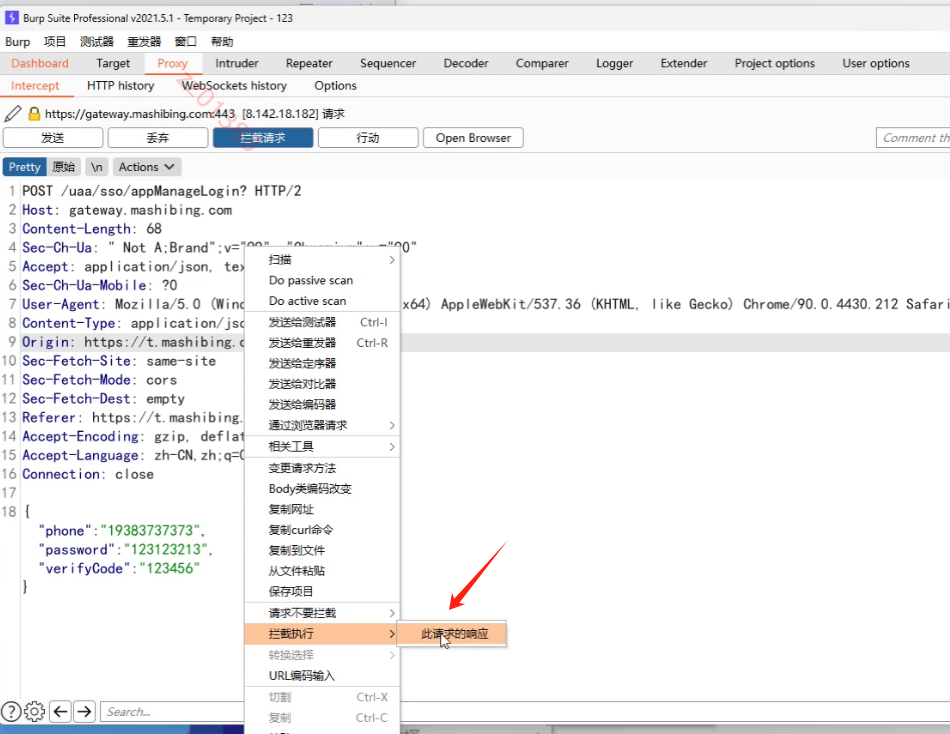 Burp Suite Professional v2021.5.1 - Temporary Project - 123
Burp 项目 测试器 重发器 窗口 帮助
Dashboard Target Proxy Intruder Repeater Sequencer Decoder Comparer Logger Extender Project options User options
Intercept HTTP history WebSockets history Options
https://gateway.mashibing.com:443 [8.142.18.182] 请求
发送 丢弃 拦截请求 行动 Open Browser Comment th
Pretty 原始 \n Actions
1 POST /uaa/sso/appManageLogin? HTTP/2
2 Host: gateway.mashibing.com
3 Content-Length: 68
4 Sec-Ch-Ua: " Not A;Brand";v="99", "Chromium";v="90"
5 Accept: application/json, tex
6 Sec-Ch-Ua-Mobile: ?0
7 User-Agent: Mozilla/5.0 (Wind x64) AppleWebKit/537.36 (KHTML, like Gecko) Chrome/90.0.4430.212 Safari
8 Content-Type: application/jso
9 Origin: https://t.mashibing.c
10 Sec-Fetch-Site: same-site
11 Sec-Fetch-Mode: cors
12 Sec-Fetch-Dest: empty
13 Referer: https://t.mashibing.
14 Accept-Encoding: gzip, deflat
15 Accept-Language: zh-CN,zh;q=0
16 Connection: close
17
18 {
"phone":"19383737373",
"password":"123123213",
"verifyCode":"123456"
}
扫描
Do passive scan
Do active scan
发送给测试器 Ctrl-I
发送给重发器 Ctrl-R
发送给定序器
发送给对比器
发送给编码器
通过浏览器请求
相关工具
变更请求方法
Body类编码改变
复制网址
复制curl命令
复制到文件
从文件粘贴
保存项目
请求不要拦截
拦截执行 此请求的响应
转换选择
URL编码输入
切割 Ctrl-X
复制 Ctrl-C
Search...